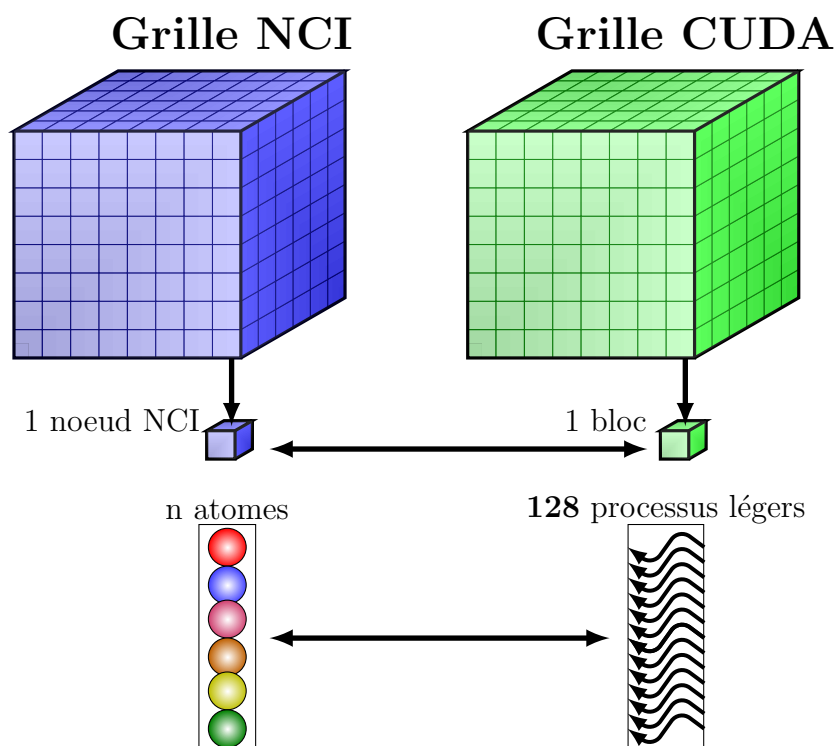 Grille NCI
Grille CUDA
1 noeud NCI
1 bloc
n atomes
128 processus légers